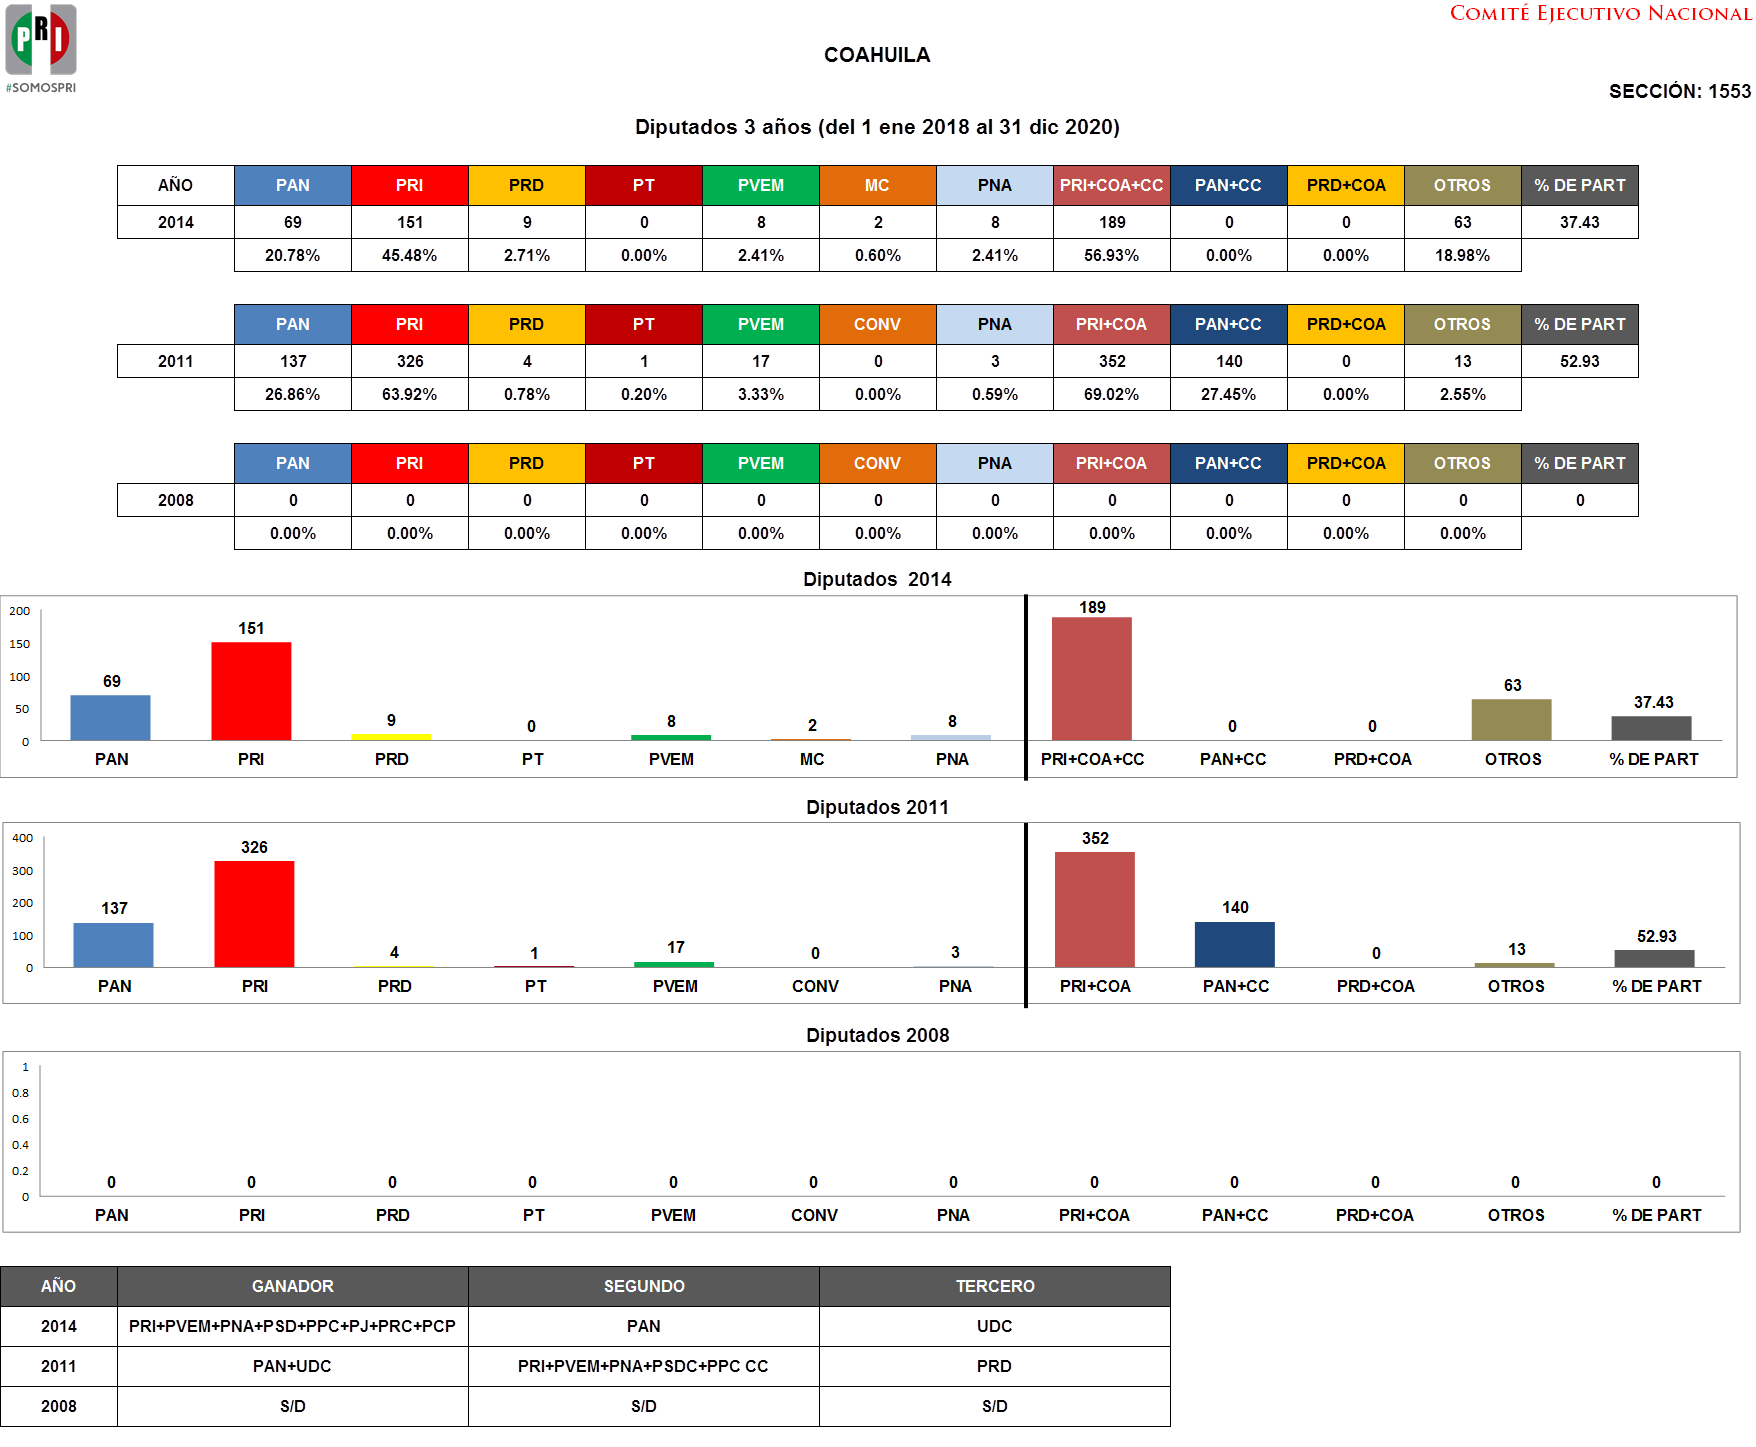 PRI
#SOMOSPRI
COMITÉ EJECUTIVO NACIONAL
COAHUILA
SECCIÓN: 1553
Diputados 3 años (del 1 ene 2018 al 31 dic 2020)
AÑO PAN PRI PRD PT PVEM MC PNA PRI+COA+CC PAN+CC PRD+COA OTROS % DE PART
2014 69 151 9 0 8 2 8 189 0 0 63 37.43
20.78% 45.48% 2.71% 0.00% 2.41% 0.60% 2.41% 56.93% 0.00% 0.00% 18.98%
PAN PRI PRD PT PVEM CONV PNA PRI+COA PAN+CC PRD+COA OTROS % DE PART
2011 137 326 4 1 17 0 3 352 140 0 13 52.93
26.86% 63.92% 0.78% 0.20% 3.33% 0.00% 0.59% 69.02% 27.45% 0.00% 2.55%
PAN PRI PRD PT PVEM CONV PNA PRI+COA PAN+CC PRD+COA OTROS % DE PART
2008 0 0 0 0 0 0 0 0 0 0 0 0
0.00% 0.00% 0.00% 0.00% 0.00% 0.00% 0.00% 0.00% 0.00% 0.00% 0.00%
Diputados 2014
200
150
100
50
0
69 151 9 0 8 2 8 189 0 0 63 37.43
PAN PRI PRD PT PVEM MC PNA PRI+COA+CC PAN+CC PRD+COA OTROS % DE PART
Diputados 2011
400
300
200
100
0
137 326 4 1 17 0 3 352 140 0 13 52.93
PAN PRI PRD PT PVEM CONV PNA PRI+COA PAN+CC PRD+COA OTROS % DE PART
Diputados 2008
1
0.8
0.6
0.4
0.2
0
0 0 0 0 0 0 0 0 0 0 0 0
PAN PRI PRD PT PVEM CONV PNA PRI+COA PAN+CC PRD+COA OTROS % DE PART
AÑO GANADOR SEGUNDO TERCERO
2014 PRI+PVEM+PNA+PSD+PPC+PJ+PRC+PCP PAN UDC
2011 PAN+UDC PRI+PVEM+PNA+PSDC+PPC CC PRD
2008 S/D S/D S/D